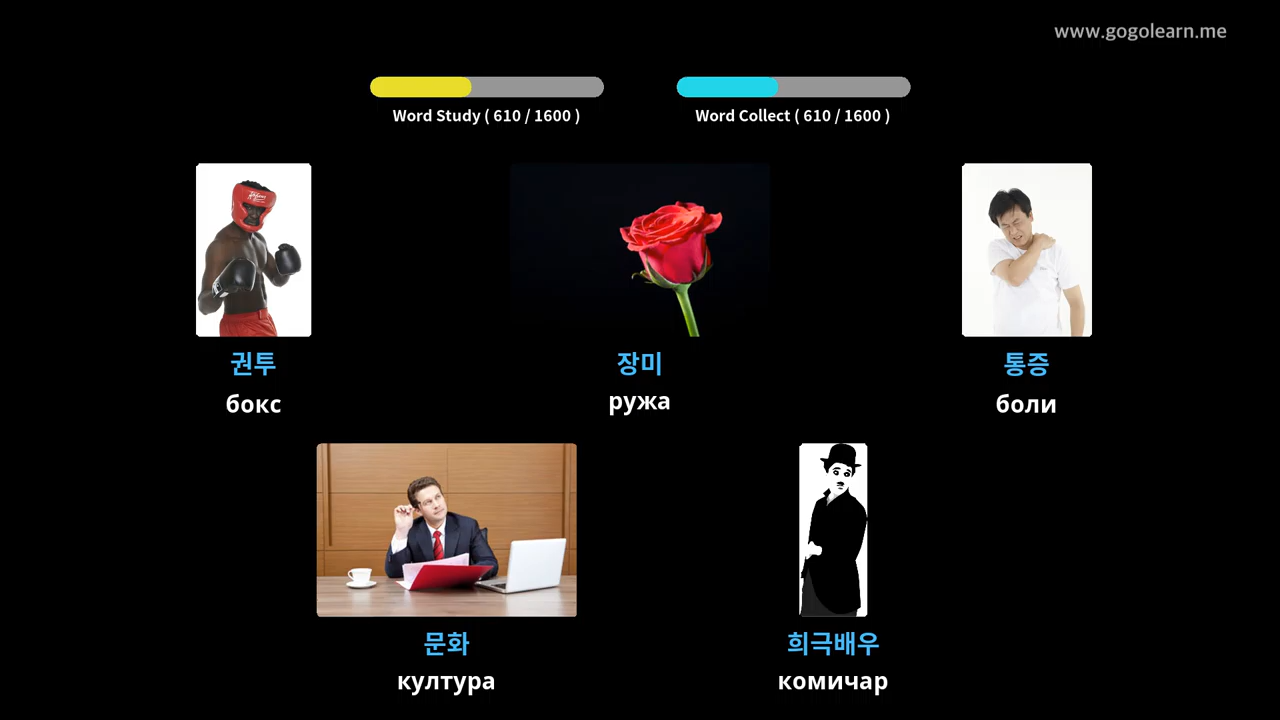 www.gogolearn.me
Word Study ( 610 / 1600 )
Word Collect ( 610 / 1600 )
권투
бокс
장미
ружа
통증
боли
문화
култура
희극배우
комичар